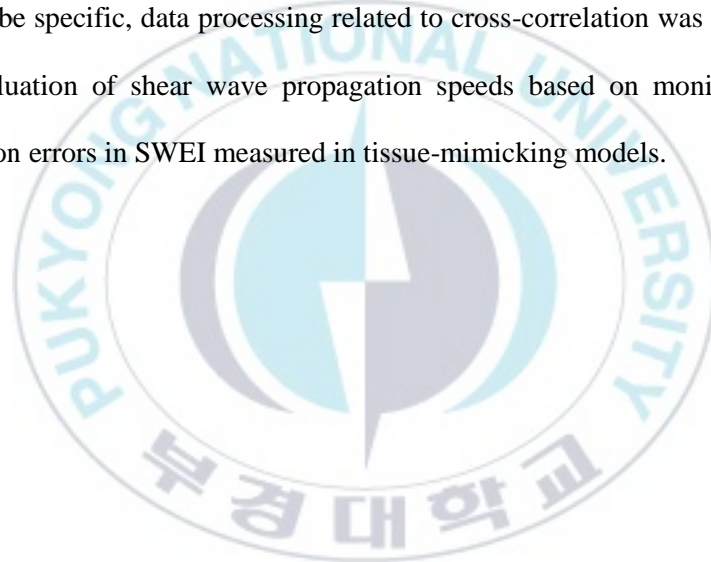 be specific, data processing related to cross-correlation was
luation of shear wave propagation speeds based on moni
on errors in SWEI measured in tissue-mimicking models.
PUKYONG NATIONAL UNIVERSITY
부경대학교